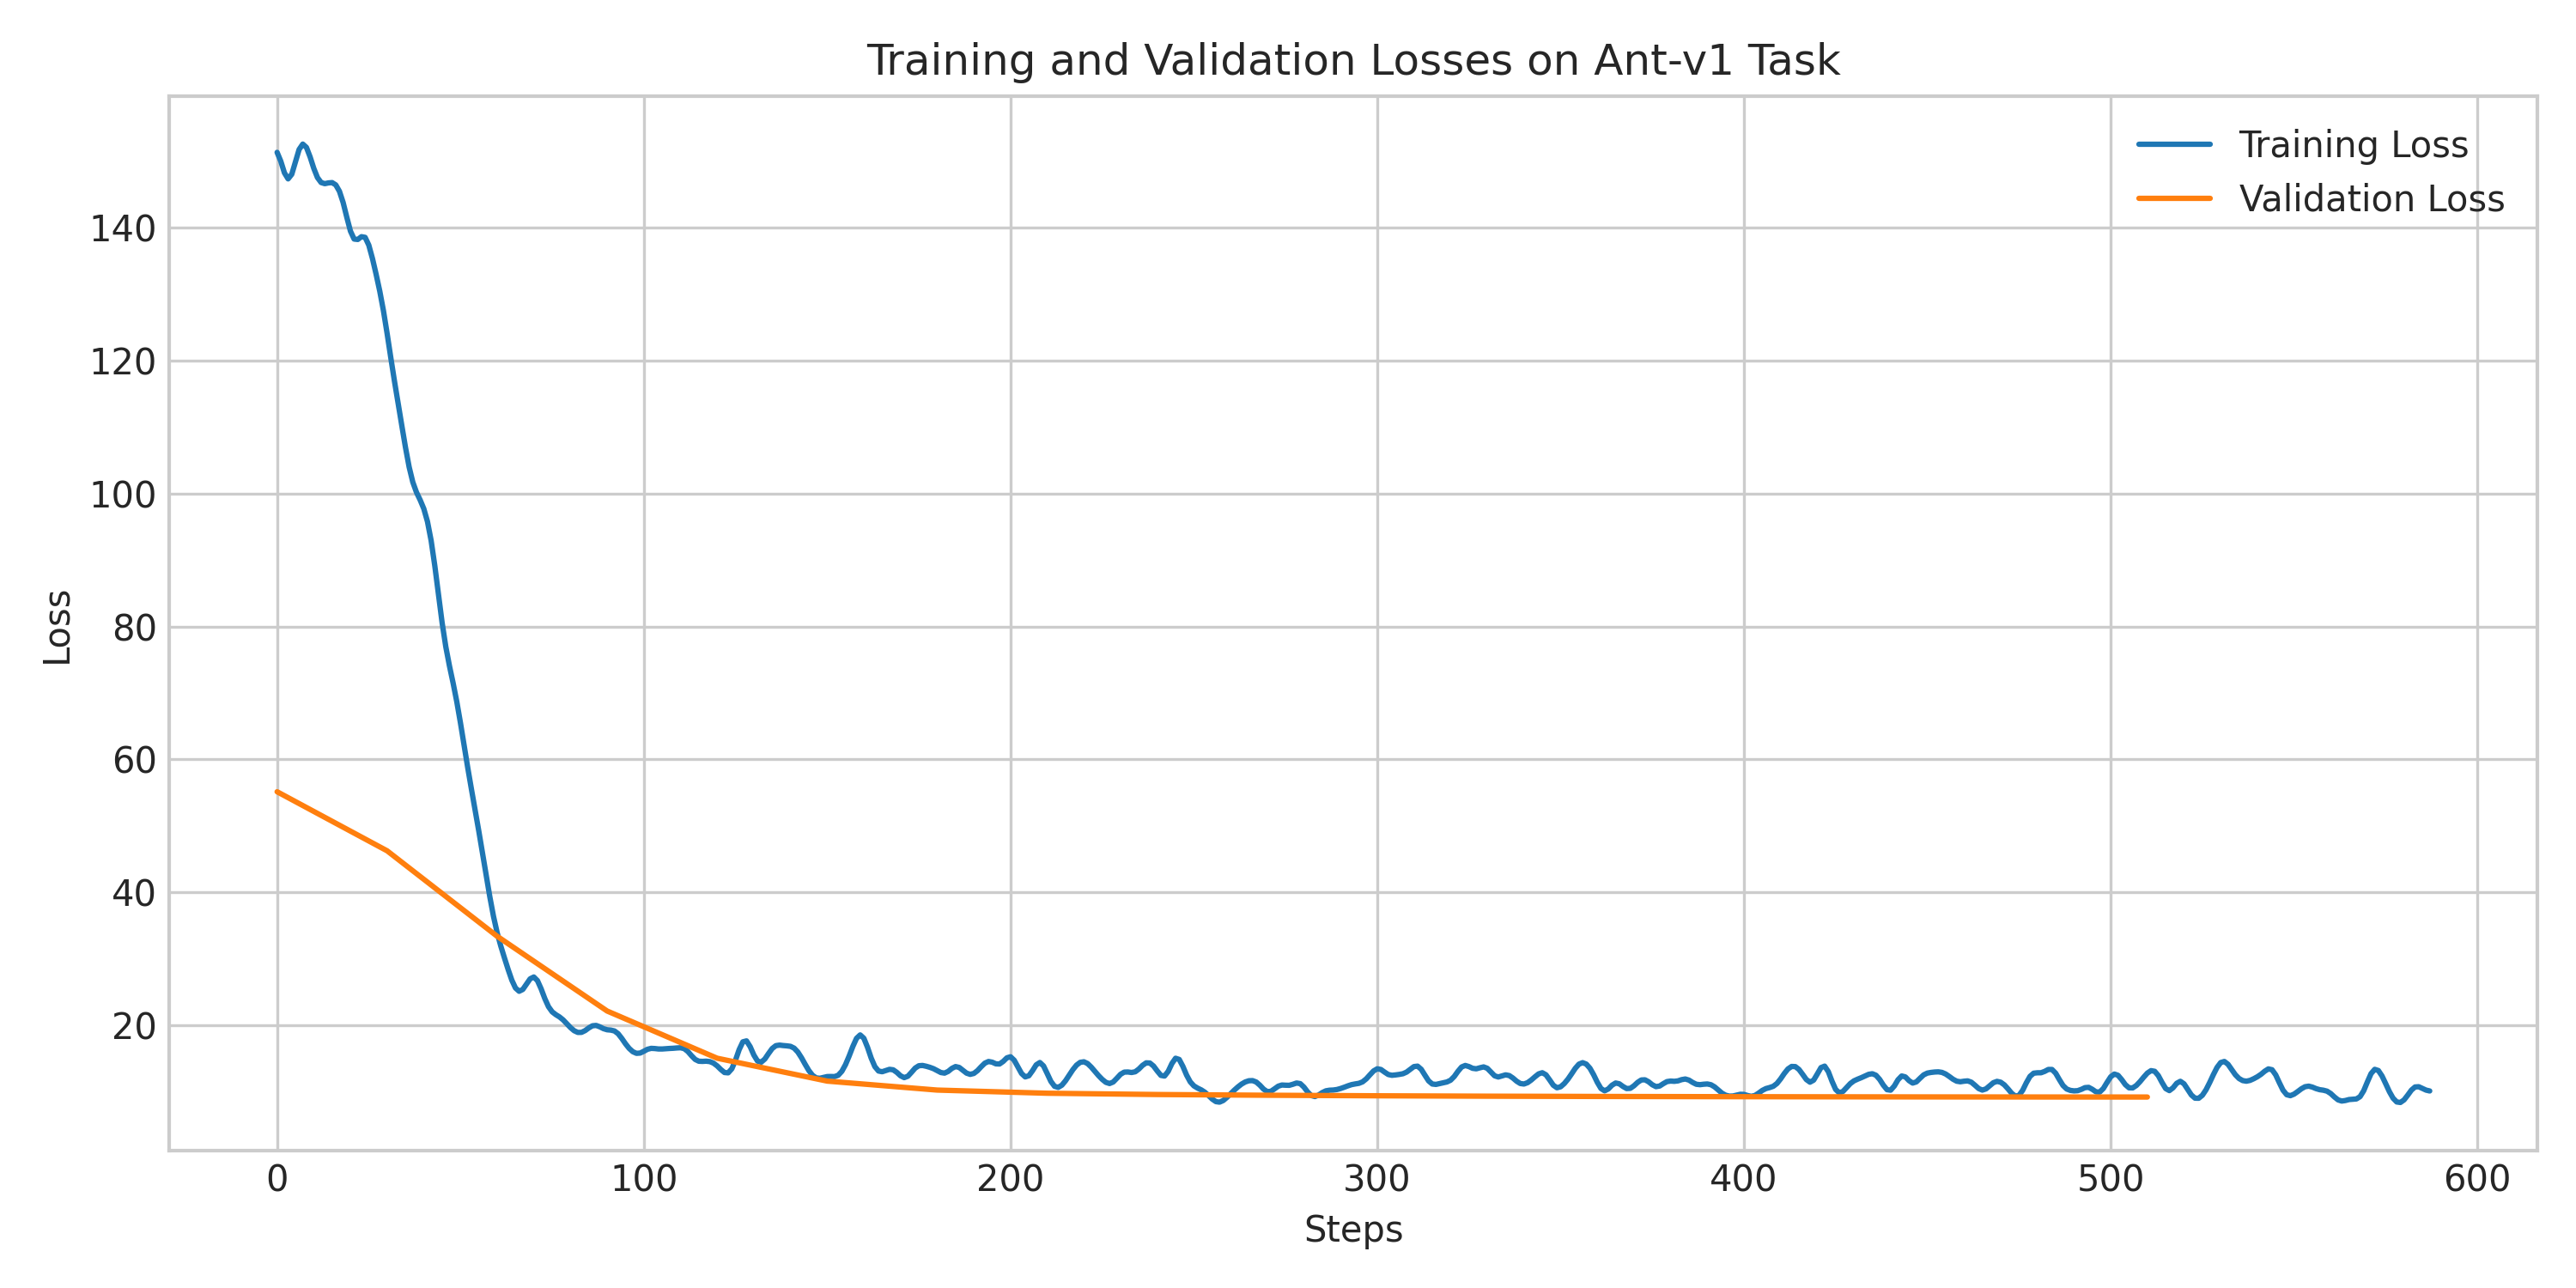 Training and Validation Losses on Ant-v1 Task
Training Loss
Validation Loss
140
120
100
80
60
40
20
Loss
0 100 200 300 400 500 600
Steps